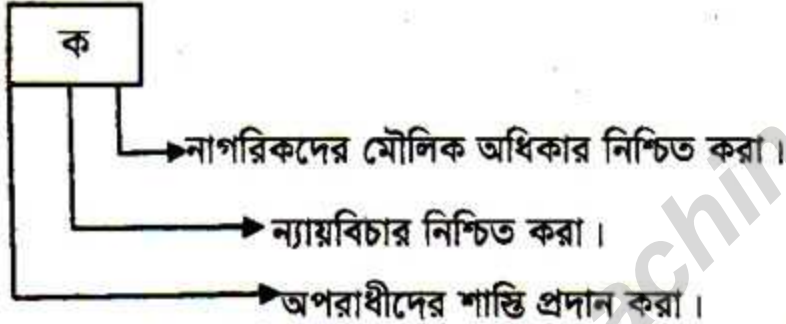 ক
নাগরিকদের মৌলিক অধিকার নিশ্চিত করা।
ন্যায়বিচার নিশ্চিত করা।
অপরাধীদের শাস্তি প্রদান করা।